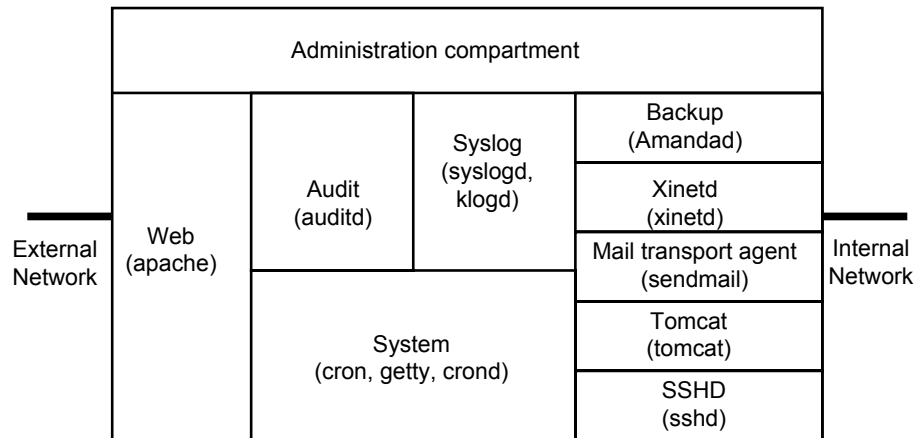 Administration compartment
External
Network
Web
(apache)
Audit
(auditd)
Syslog
(syslogd,
klogd)
System
(cron, getty, crond)
Backup
(Amandad)
Xinetd
(xinetd)
Mail transport agent
(sendmail)
Tomcat
(tomcat)
SSHD
(sshd)
Internal
Network